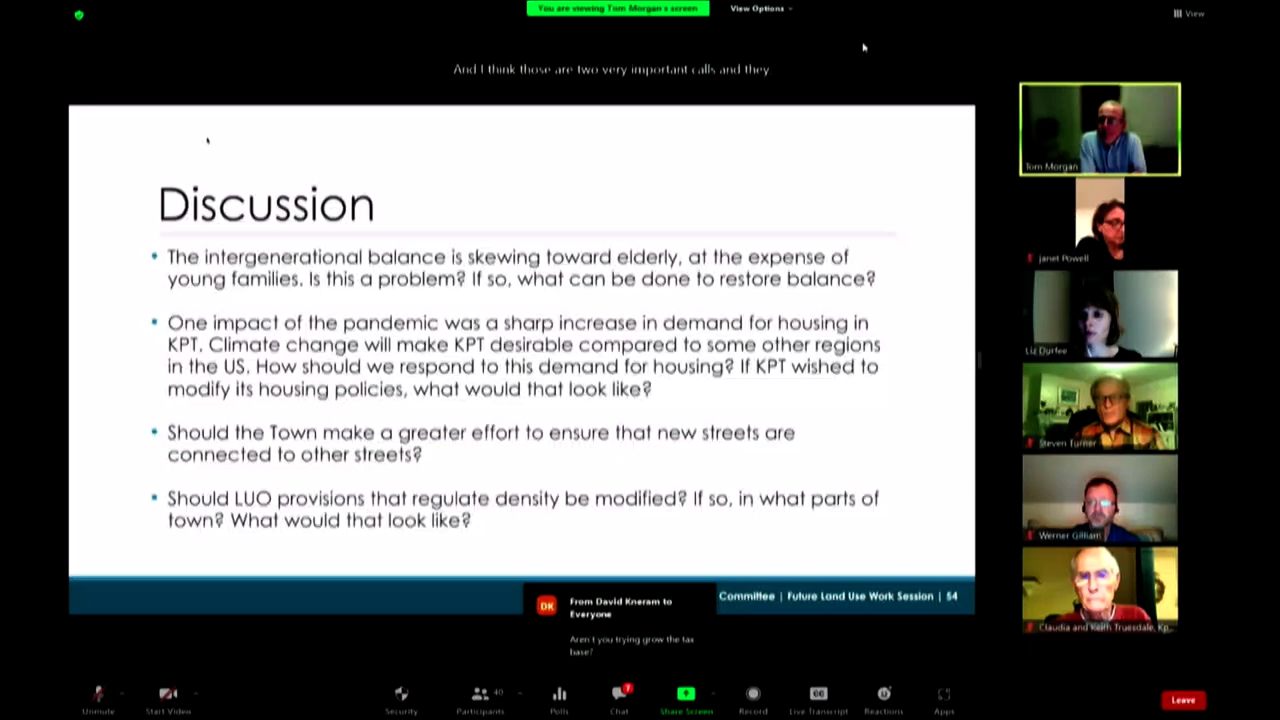 You are viewing Tom Morgan's screen
View Options
View
And I think those are two very important calls and they
Discussion
• The intergenerational balance is skewing toward elderly, at the expense of
young families. Is this a problem? If so, what can be done to restore balance?
• One impact of the pandemic was a sharp increase in demand for housing in
KPT. Climate change will make KPT desirable compared to some other regions
in the US. How should we respond to this demand for housing? If KPT wished to
modify its housing policies, what would that look like?
• Should the Town make a greater effort to ensure that new streets are
connected to other streets?
• Should LUO provisions that regulate density be modified? If so, in what parts of
town? What would that look like?
Committee | Future Land Use Work Session | 54
DK
From David Kneram to
Everyone
Aren't you trying grow the tax
base?
Tom Morgan
Janet Powell
Liz Durfee
Steven Turner
Werner Gilliam
Claudia and Keith Truesdale, Kp...
Unmute
Start Video
Security
Participants
40
Polls
Chat
7
Share Screen
Record
CC
Live Transcript
Reactions
Apps
Leave